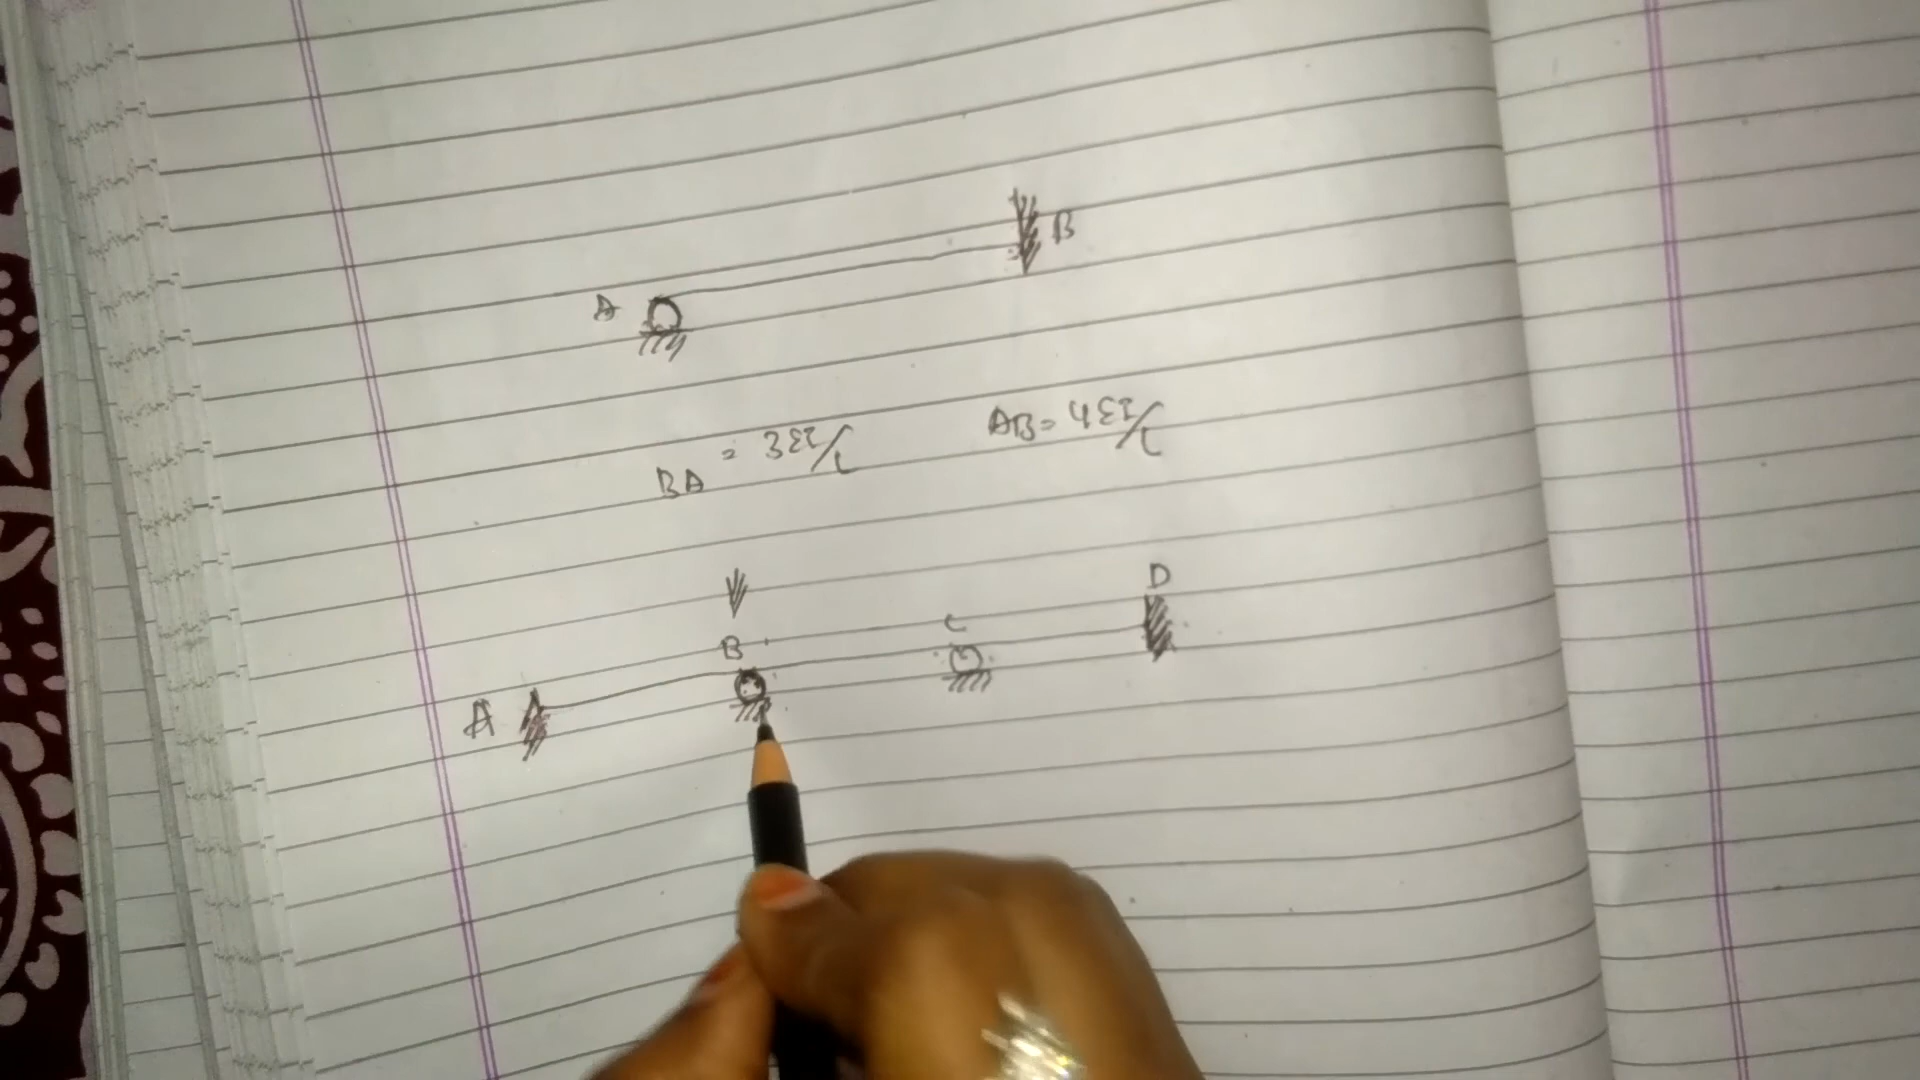 A B
BA = 3EI/L AB = 4EI/L
A B C D